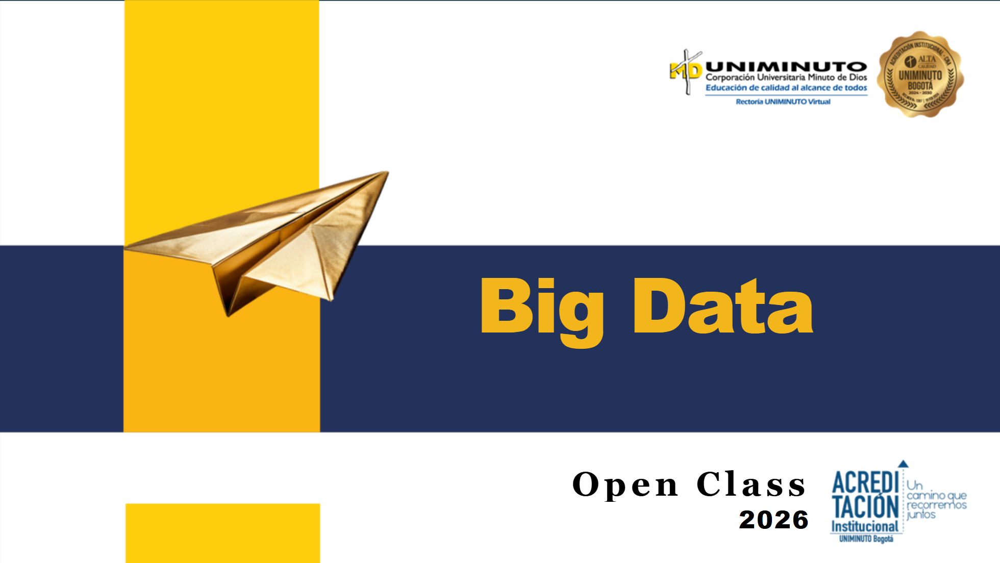 MD UNIMINUTO
Corporación Universitaria Minuto de Dios
Educación de calidad al alcance de todos
Rectoría UNIMINUTO Virtual
ACREDITACIÓN INSTITUCIONAL - CNA
ALTA
CALIDAD
UNIMINUTO
BOGOTÁ
2024 - 2030
Big Data
Open Class
2026
ACREDI
TACIÓN
Institucional
UNIMINUTO Bogotá
Un
camino que
recorremos
juntos